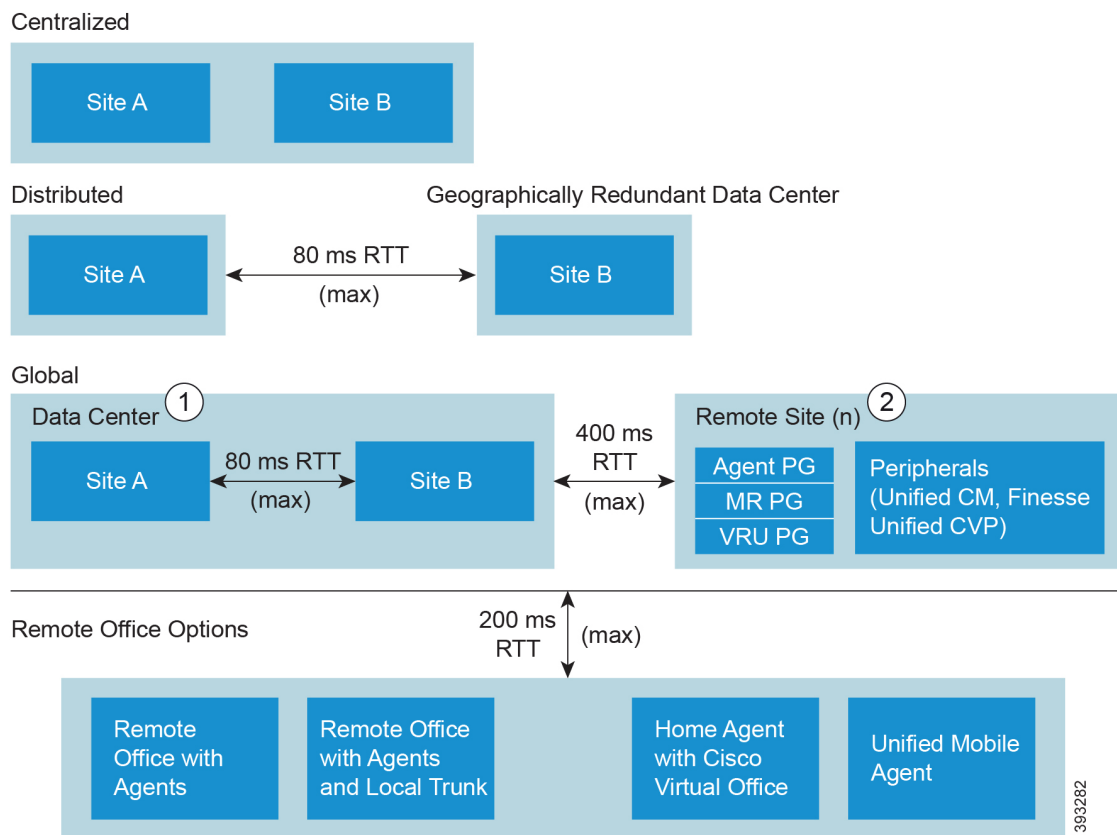 Centralized
Site A
Site B
Distributed
Geographically Redundant Data Center
Site A
80 ms RTT
(max)
Site B
Global
Data Center
1
Site A
80 ms RTT
(max)
Site B
400 ms
RTT
(max)
Remote Site (n)
2
Agent PG
MR PG
VRU PG
Peripherals
(Unified CM, Finesse
Unified CVP)
Remote Office Options
200 ms
RTT
(max)
Remote
Office with
Agents
Remote Office
with Agents
and Local Trunk
Home Agent
with Cisco
Virtual Office
Unified Mobile
Agent
393282